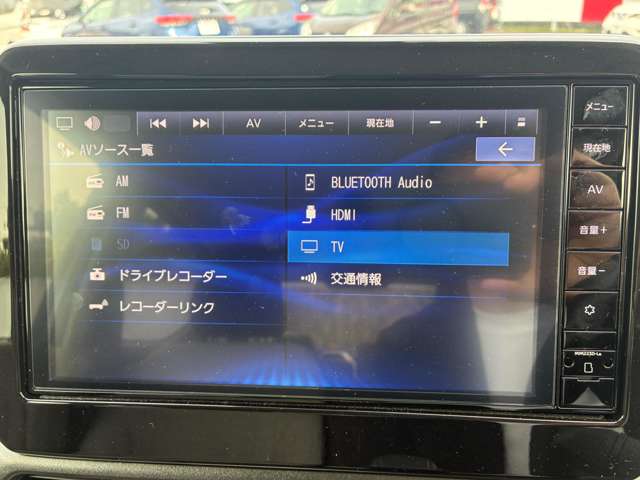 AV メニュー 現在地 − +
AVソース一覧
AM
FM
SD
ドライブレコーダー
レコーダーリンク
BLUETOOTH Audio
HDMI
TV
交通情報
メニュー
現在地
AV
音量+
音量−